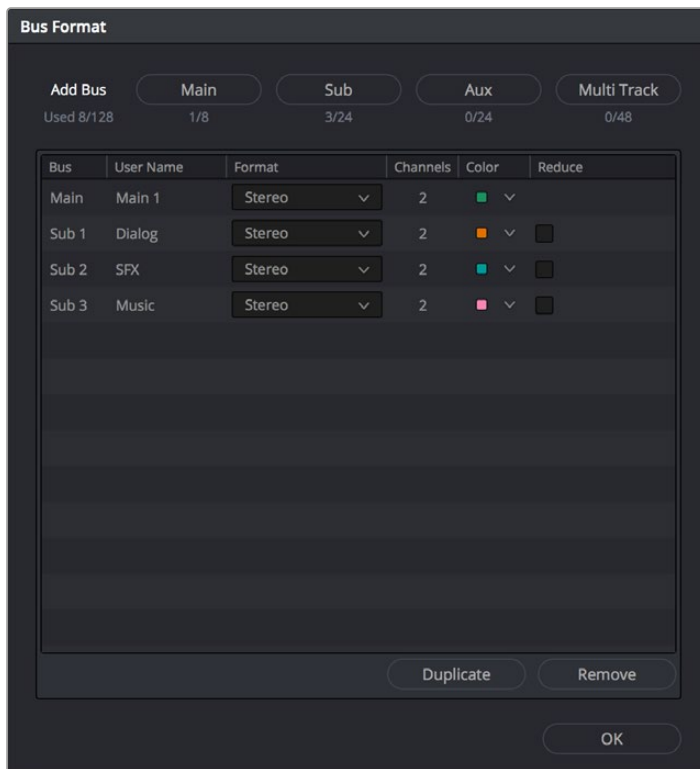 Bus Format
Add Bus Main Sub Aux Multi Track
Used 8/128 1/8 3/24 0/24 0/48
Bus User Name Format Channels Color Reduce
Main Main 1 Stereo 2
Sub 1 Dialog Stereo 2
Sub 2 SFX Stereo 2
Sub 3 Music Stereo 2
Duplicate Remove
OK